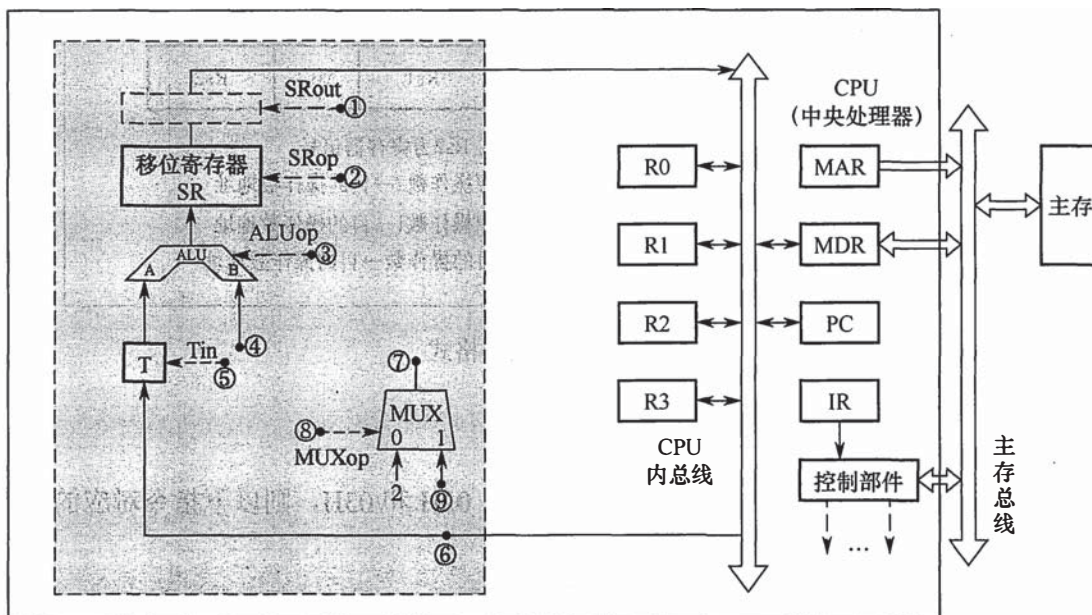 SRout
①
移位寄存器
SR
SRop
②
ALUop
③
A
ALU
B
④
T
Tin
⑤
⑦
MUX
0 1
⑧
MUXop
2
⑨
⑥
R0
R1
R2
R3
CPU
内总线
CPU
(中央处理器)
MAR
MDR
PC
IR
控制部件
…
主存
总线
主存